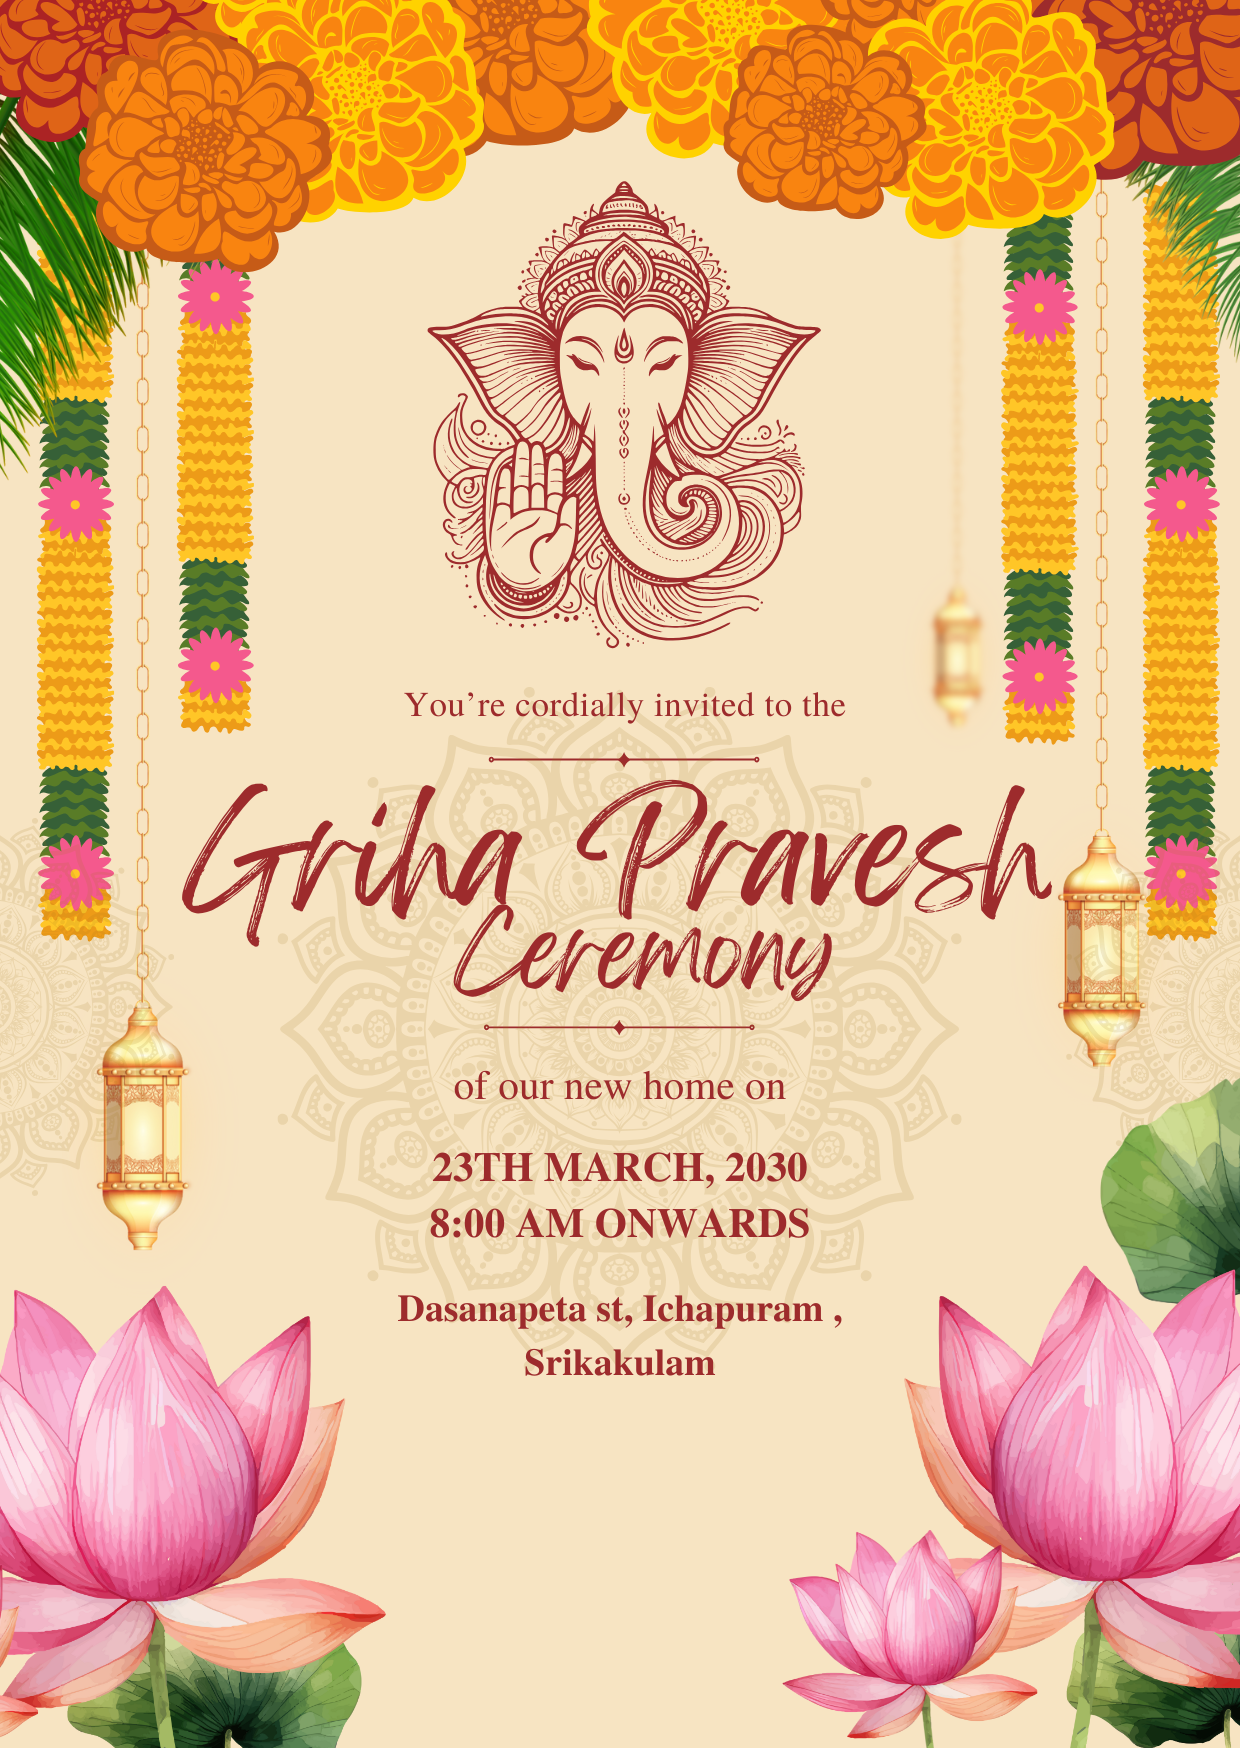 You’re cordially invited to the
Griha Pravesh
Ceremony
of our new home on
23TH MARCH, 2030
8:00 AM ONWARDS
Dasanapeta st, Ichapuram ,
Srikakulam